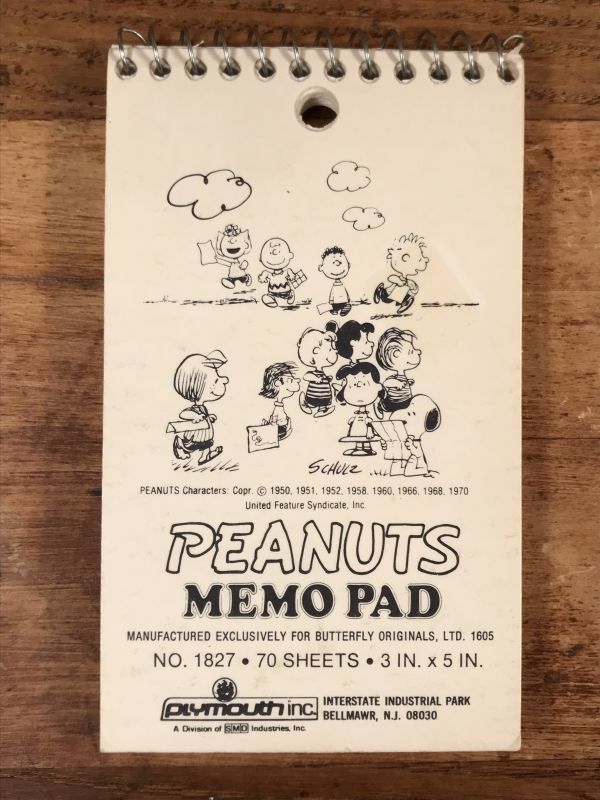 SCHULZ
PEANUTS Characters: Copr. © 1950, 1951, 1952, 1958, 1960, 1966, 1968, 1970
United Feature Syndicate, Inc.
PEANUTS
MEMO PAD
MANUFACTURED EXCLUSIVELY FOR BUTTERFLY ORIGINALS, LTD. 1605
NO. 1827 • 70 SHEETS • 3 IN. x 5 IN.
plymouth inc.
A Division of SMD Industries, Inc.
INTERSTATE INDUSTRIAL PARK
BELLMAWR, N.J. 08030